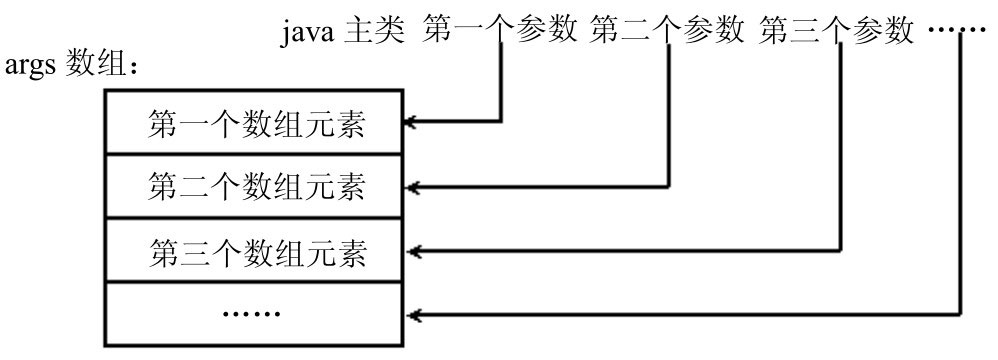 java 主类 第一个参数 第二个参数 第三个参数 ……
args 数组：
第一个数组元素
第二个数组元素
第三个数组元素
……